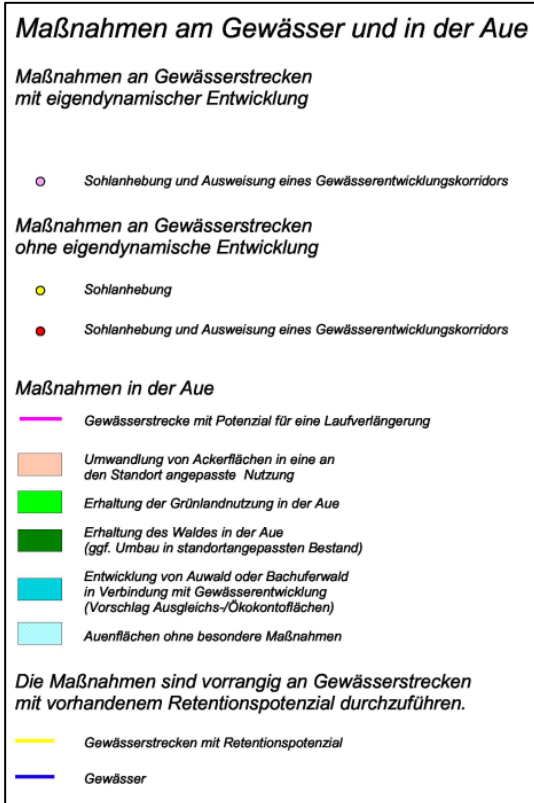 Maßnahmen am Gewässer und in der Aue
Maßnahmen an Gewässerstrecken
mit eigendynamischer Entwicklung
Sohlanhebung und Ausweisung eines Gewässerentwicklungskorridors
Maßnahmen an Gewässerstrecken
ohne eigendynamische Entwicklung
Sohlanhebung
Sohlanhebung und Ausweisung eines Gewässerentwicklungskorridors
Maßnahmen in der Aue
Gewässerstrecke mit Potenzial für eine Laufverlängerung
Umwandlung von Ackerflächen in eine an
den Standort angepasste Nutzung
Erhaltung der Grünlandnutzung in der Aue
Erhaltung des Waldes in der Aue
(ggf. Umbau in standortangepassten Bestand)
Entwicklung von Auwald oder Bachuferwald
in Verbindung mit Gewässerentwicklung
(Vorschlag Ausgleichs-/Ökokontoflächen)
Auenflächen ohne besondere Maßnahmen
Die Maßnahmen sind vorrangig an Gewässerstrecken
mit vorhandenem Retentionspotenzial durchzuführen.
Gewässerstrecken mit Retentionspotenzial
Gewässer